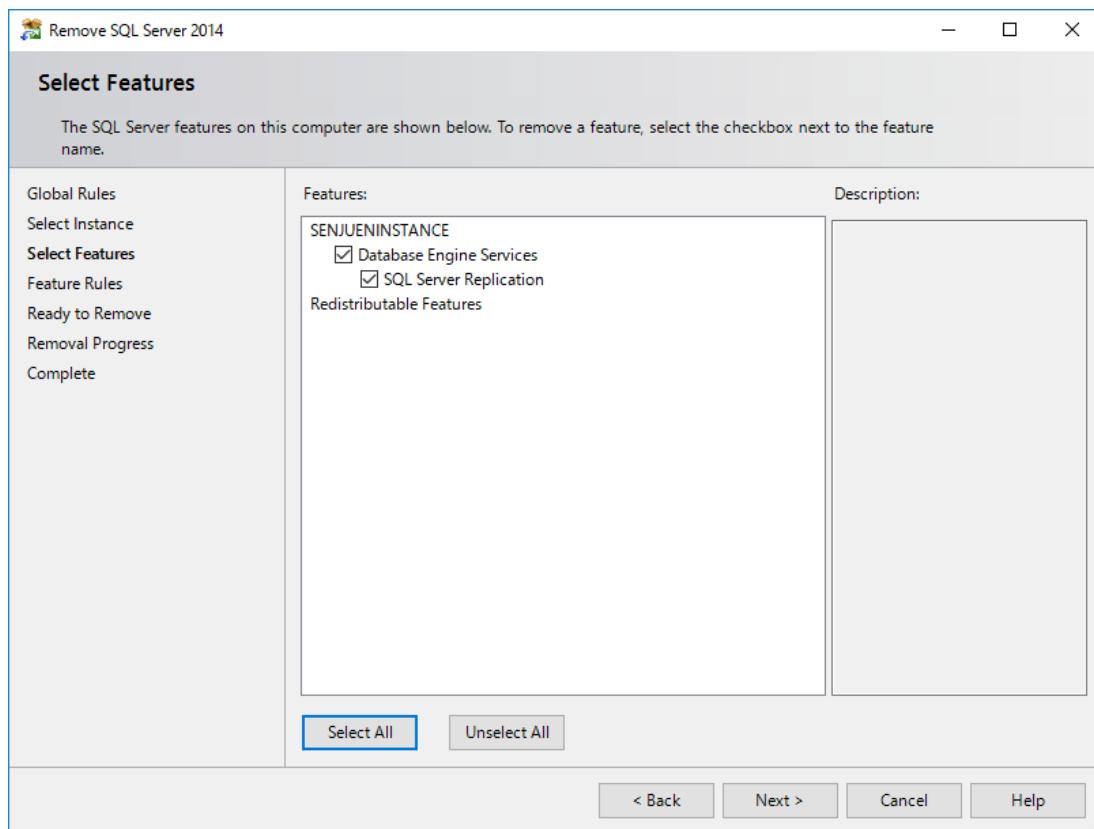 Remove SQL Server 2014
Select Features
The SQL Server features on this computer are shown below. To remove a feature, select the checkbox next to the feature
name.
Global Rules
Select Instance
Select Features
Feature Rules
Ready to Remove
Removal Progress
Complete
Features:
SENJUENINSTANCE
Database Engine Services
SQL Server Replication
Redistributable Features
Description:
Select All
Unselect All
< Back
Next >
Cancel
Help